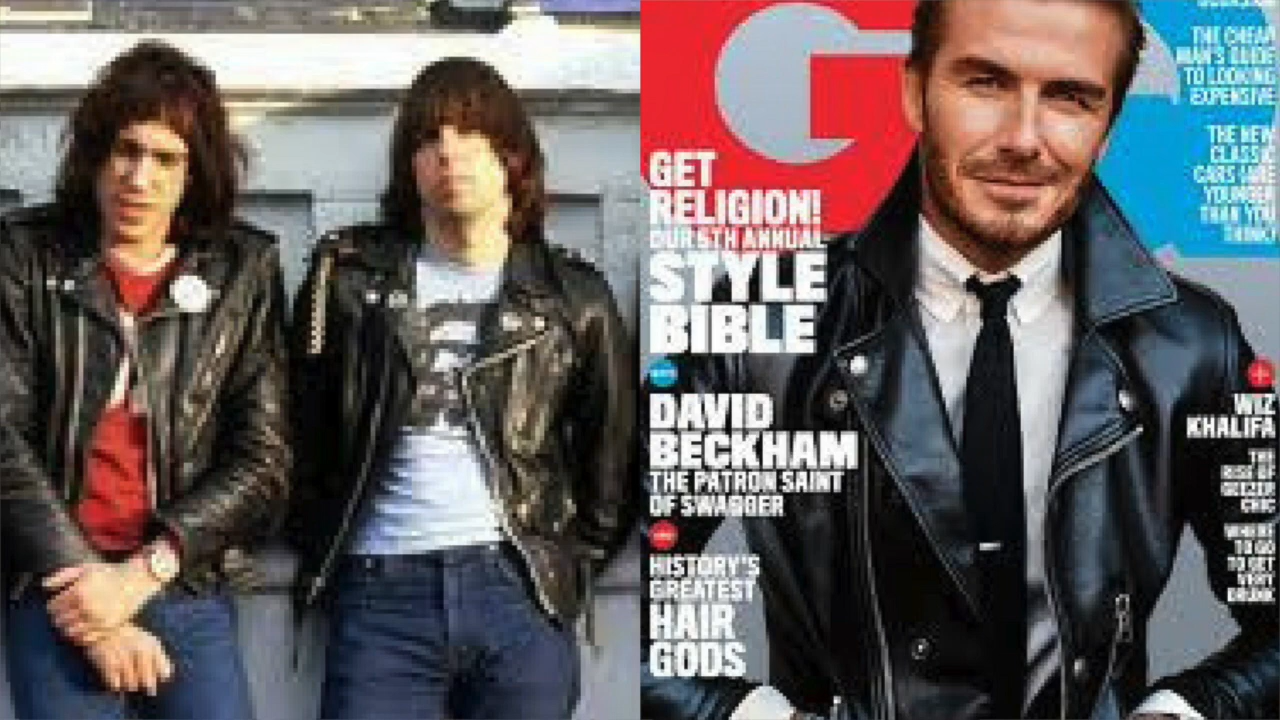 GQ
GET
RELIGION!
OUR 5TH ANNUAL
STYLE
BIBLE
DAVID
BECKHAM
THE PATRON SAINT
OF SWAGGER
HISTORY'S
GREATEST
HAIR
GODS
THE CHEAP
MAN'S GUIDE
TO LOOKING
EXPENSIVE
THE NEW
CLASSIC
CARS (ARE
YOUNGER
THAN YOU
THINK)
WIZ
KHALIFA
THE
RISE OF
GEEZER
CHIC
WHERE
TO GO
TO GET
VERY
DRUNK